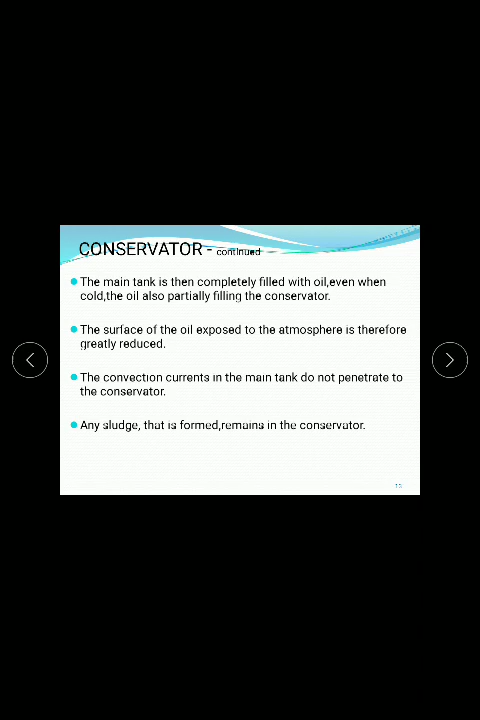 CONSERVATOR - continued
The main tank is then completely filled with oil,even when
cold,the oil also partially filling the conservator.
The surface of the oil exposed to the atmosphere is therefore
greatly reduced.
The convection currents in the main tank do not penetrate to
the conservator.
Any sludge, that is formed,remains in the conservator.